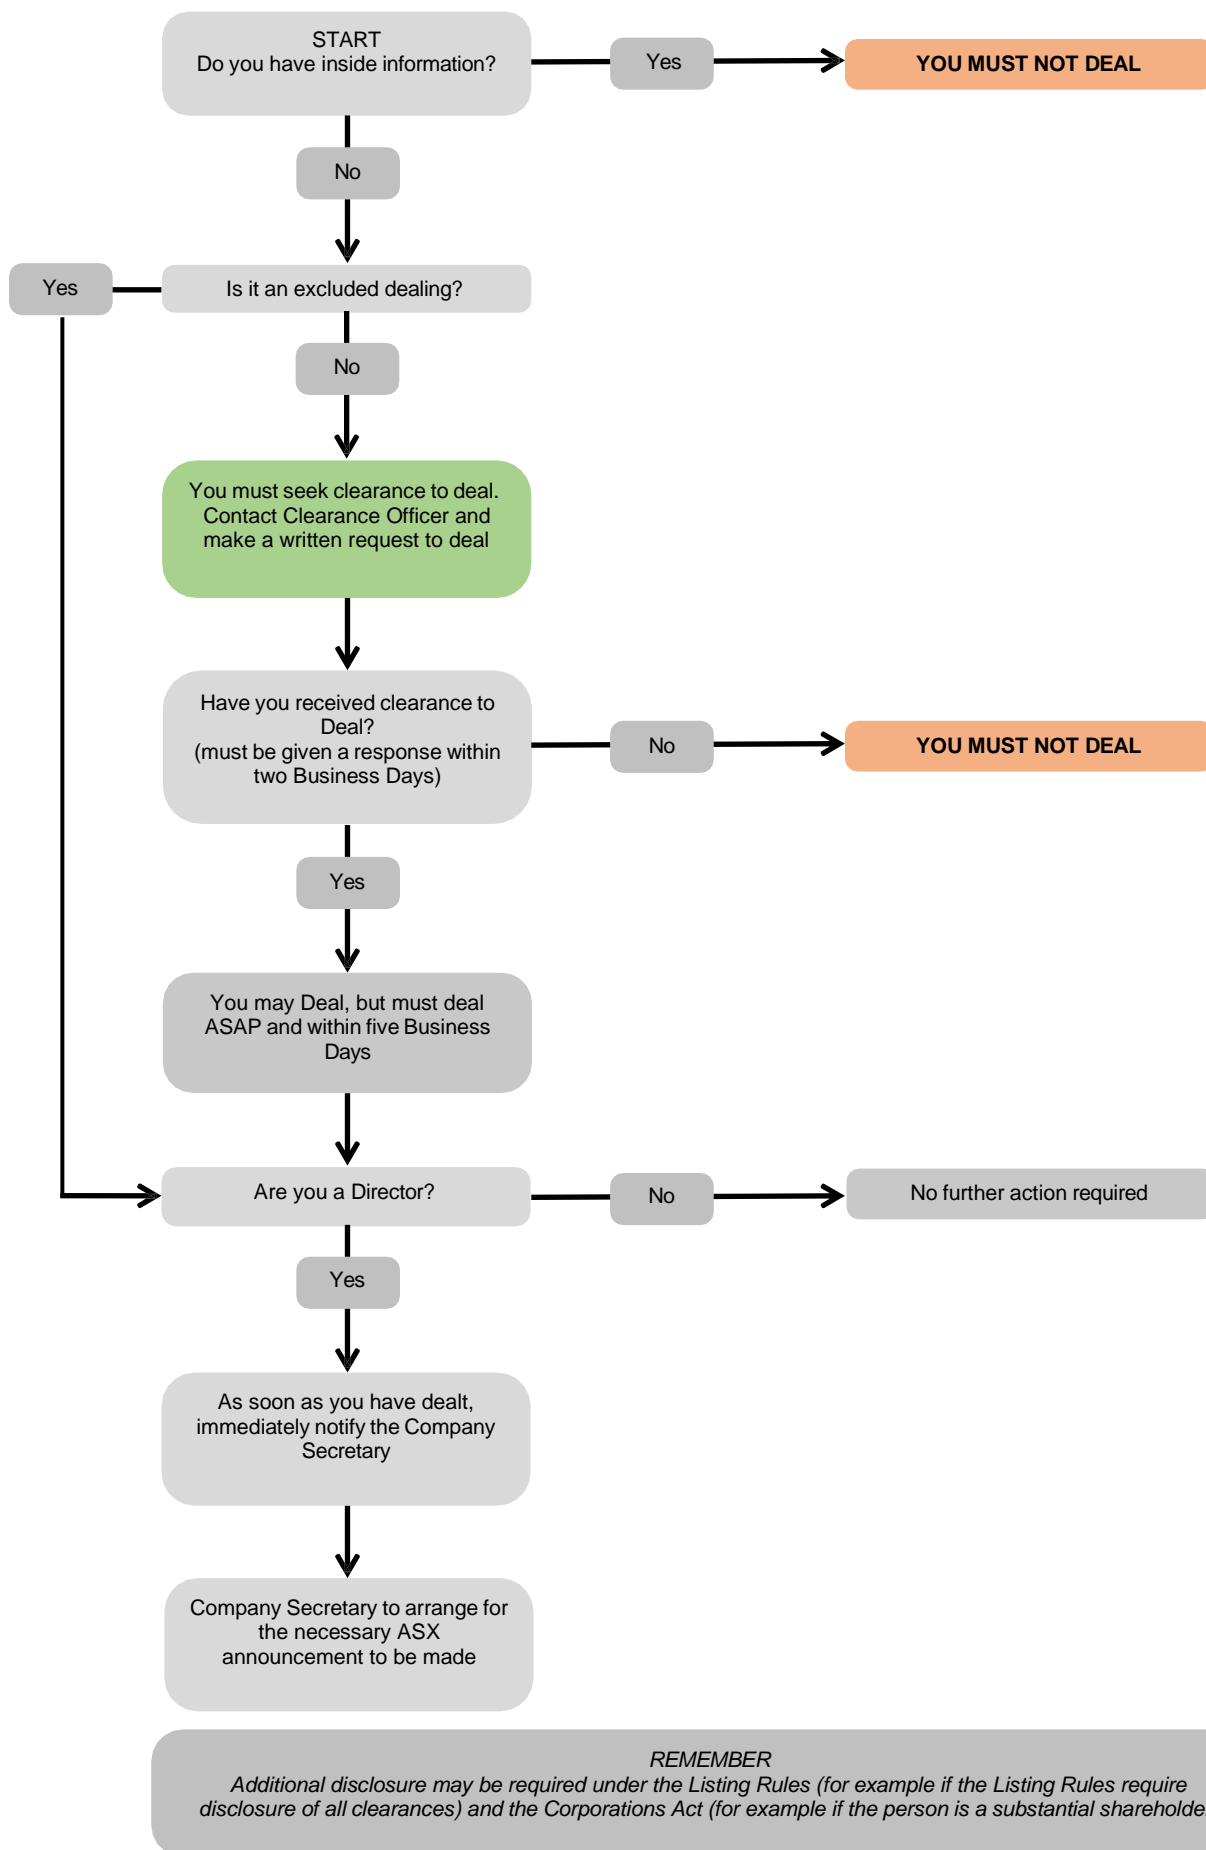 START
Do you have inside information?
Yes
YOU MUST NOT DEAL
No
Yes
Is it an excluded dealing?
No
You must seek clearance to deal.
Contact Clearance Officer and
make a written request to deal
Have you received clearance to
Deal?
(must be given a response within
two Business Days)
No
YOU MUST NOT DEAL
Yes
You may Deal, but must deal
ASAP and within five Business
Days
Are you a Director?
No
No further action required
Yes
As soon as you have dealt,
immediately notify the Company
Secretary
Company Secretary to arrange for
the necessary ASX
announcement to be made
REMEMBER
Additional disclosure may be required under the Listing Rules (for example if the Listing Rules require
disclosure of all clearances) and the Corporations Act (for example if the person is a substantial